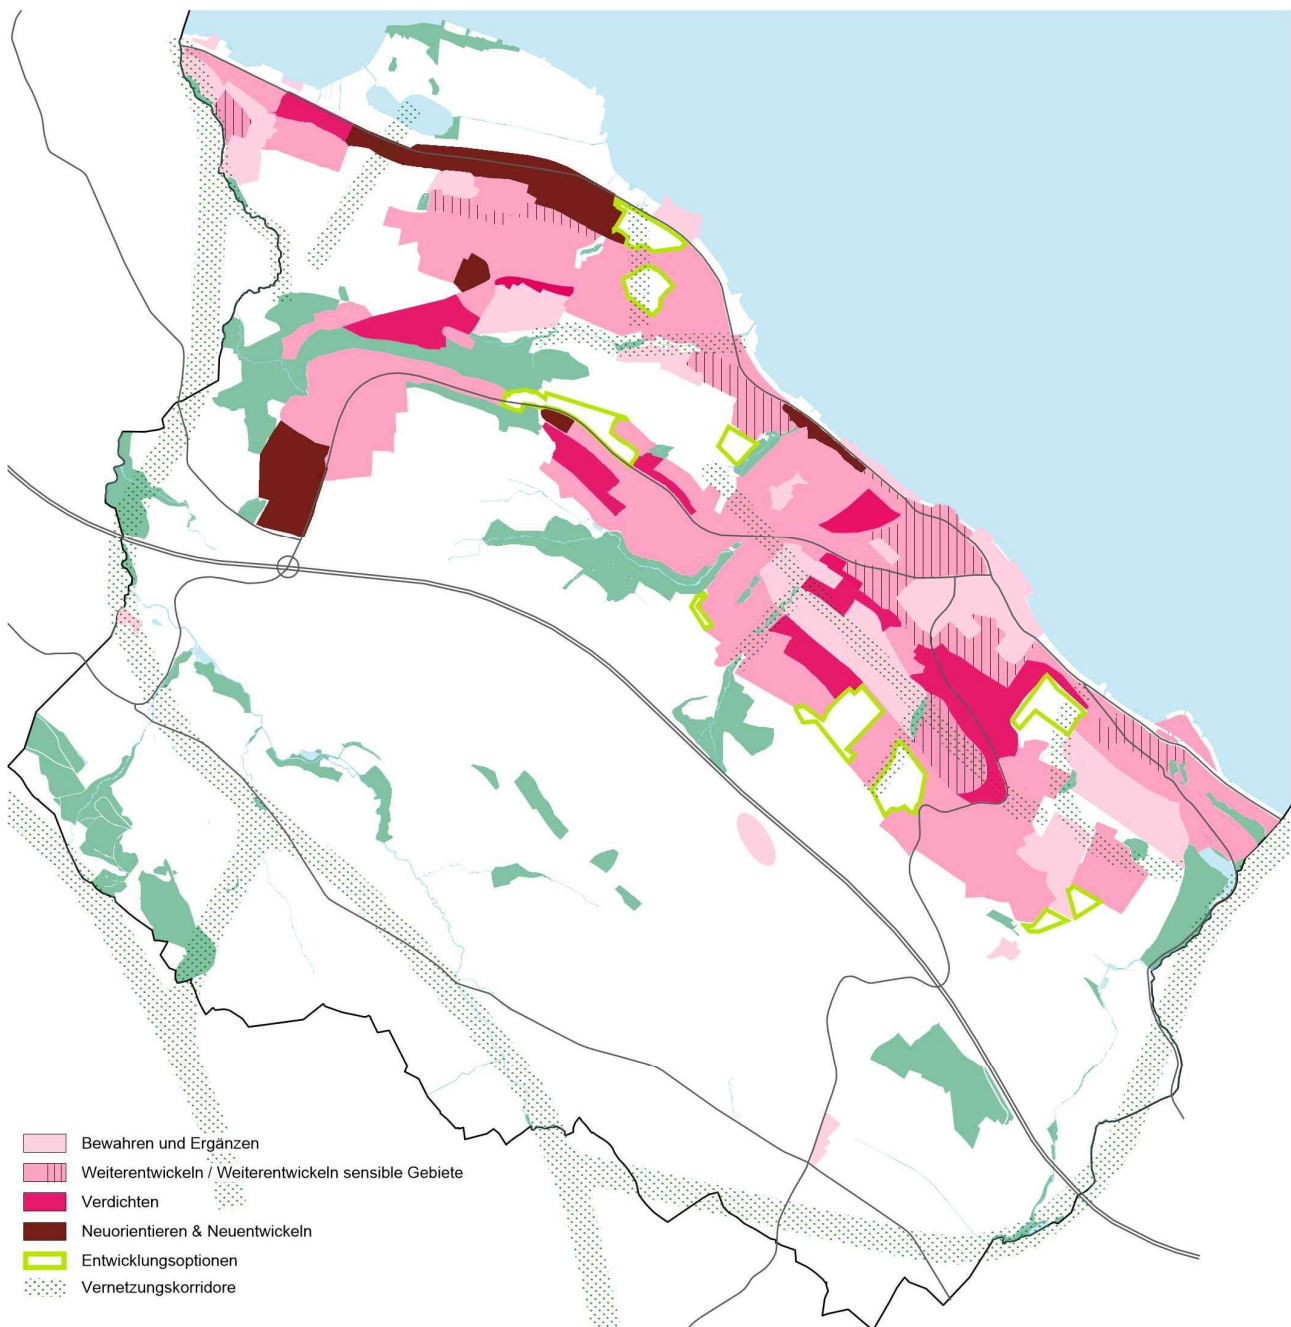 Bewahren und Ergänzen
Weiterentwickeln / Weiterentwickeln sensible Gebiete
Verdichten
Neuorientieren & Neuentwickeln
Entwicklungsoptionen
Vernetzungskorridore